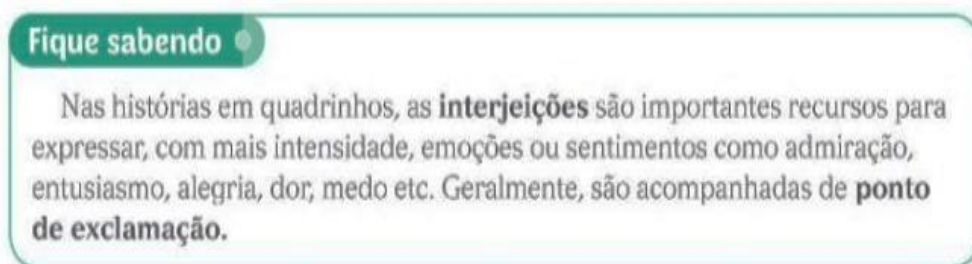 Fique sabendo
Nas histórias em quadrinhos, as interjeições são importantes recursos para
expressar, com mais intensidade, emoções ou sentimentos como admiração,
entusiasmo, alegria, dor, medo etc. Geralmente, são acompanhadas de ponto
de exclamação.